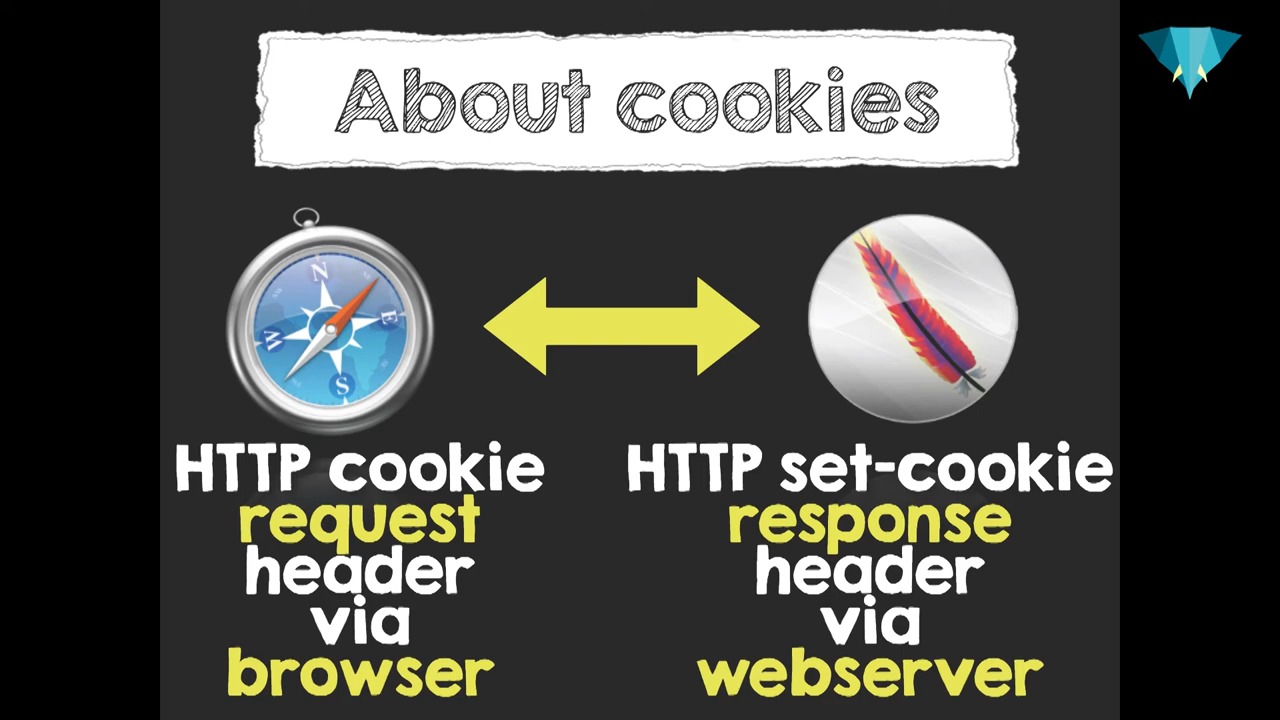 About cookies
N
E
W
S
HTTP cookie
request
header
via
browser
HTTP set-cookie
response
header
via
webserver